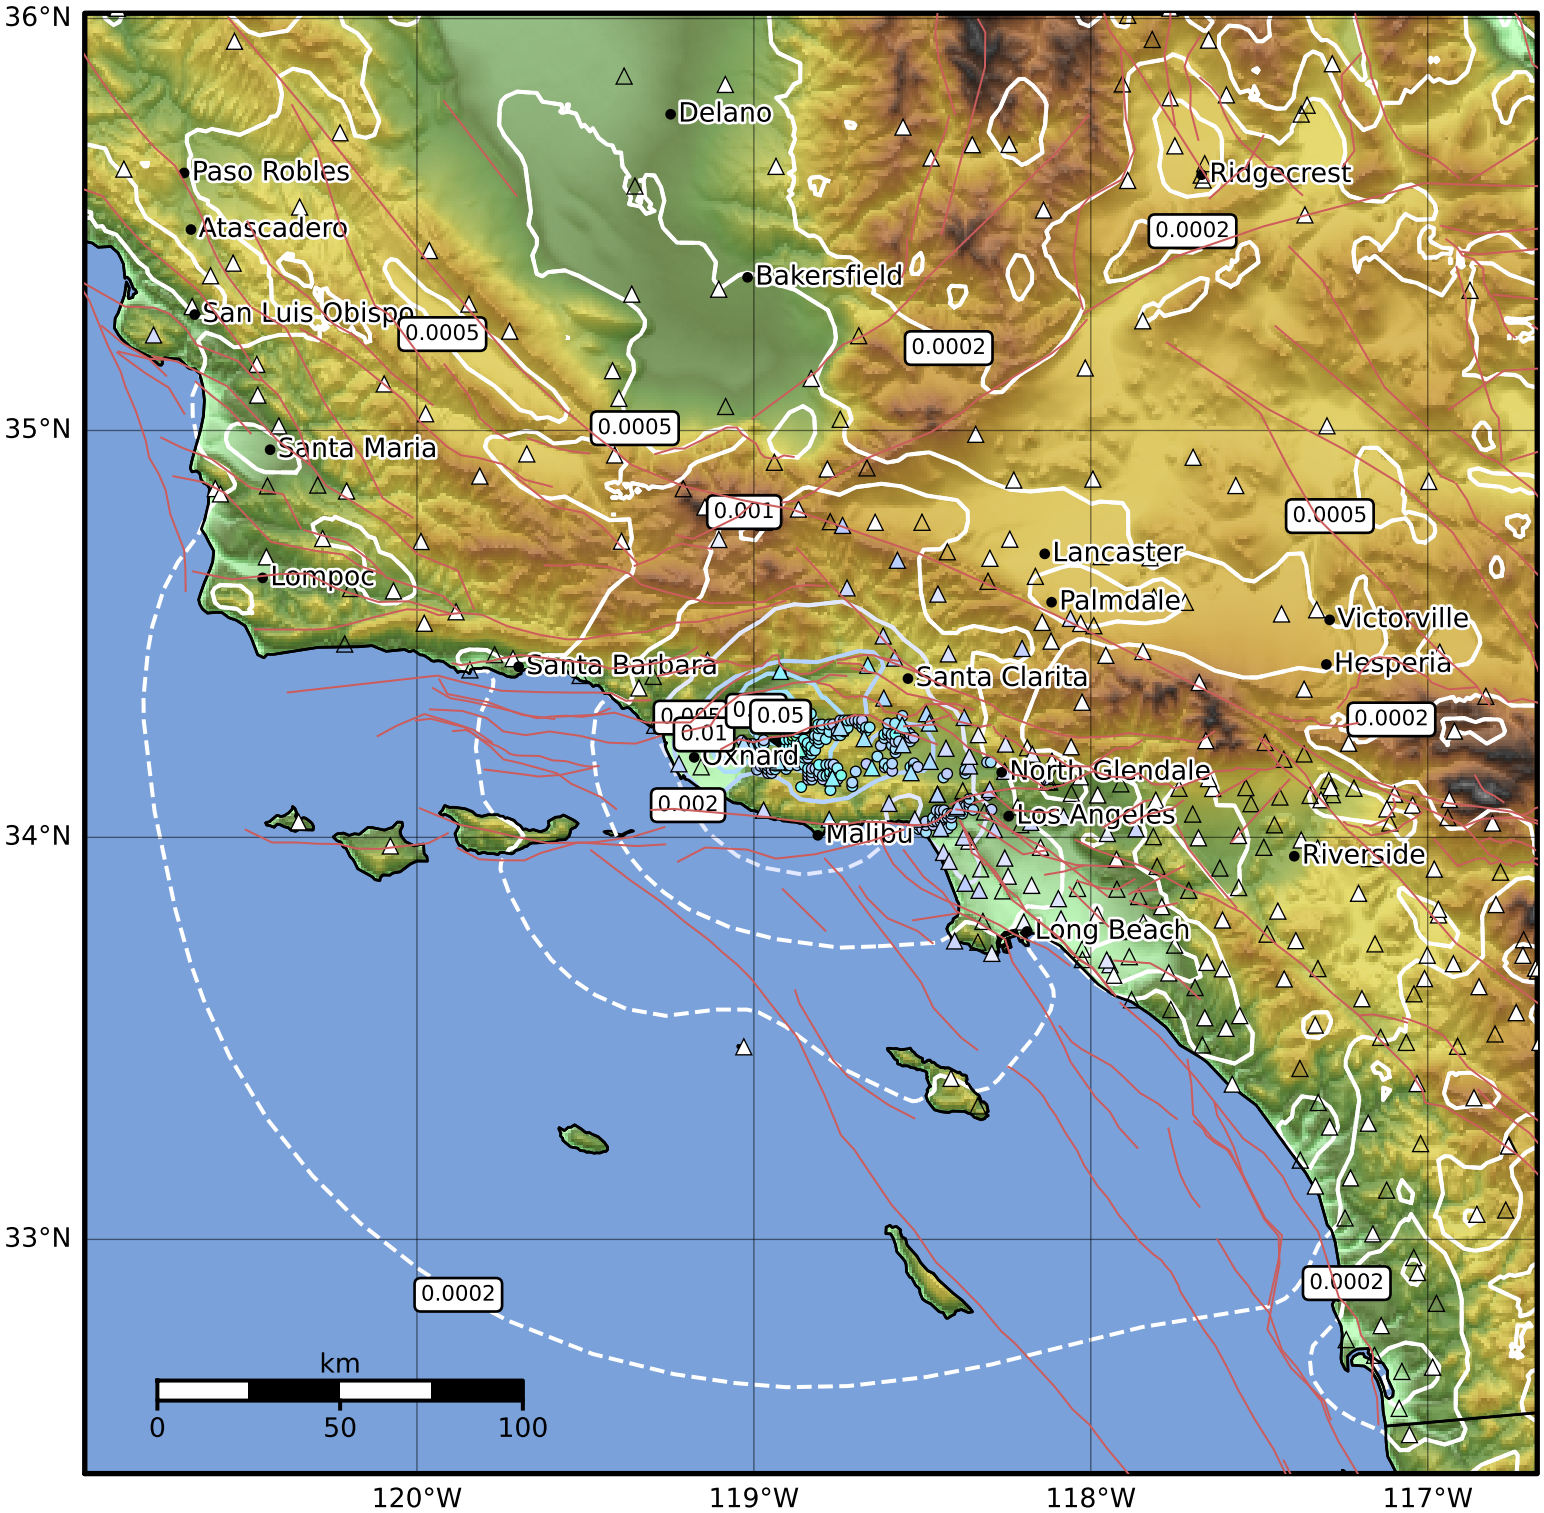 36°N
Delano
Paso Robles
Ridgecrest
Atascadero
0.0002
Bakersfield
San Luis Obispo
0.0005
0.0002
35°N
0.0005
Santa Maria
0.001
0.0005
Lancaster
Lompoc
Palmdale
Victorville
Santa Barbara
Hesperia
Santa Clarita
0.005
0.05
0.0002
0.01
Oxnard
North Glendale
0.002
Los Angeles
34°N
Malibu
Riverside
Long Beach
33°N
0.0002
0.0002
km
0
50
100
120°W
119°W
118°W
117°W